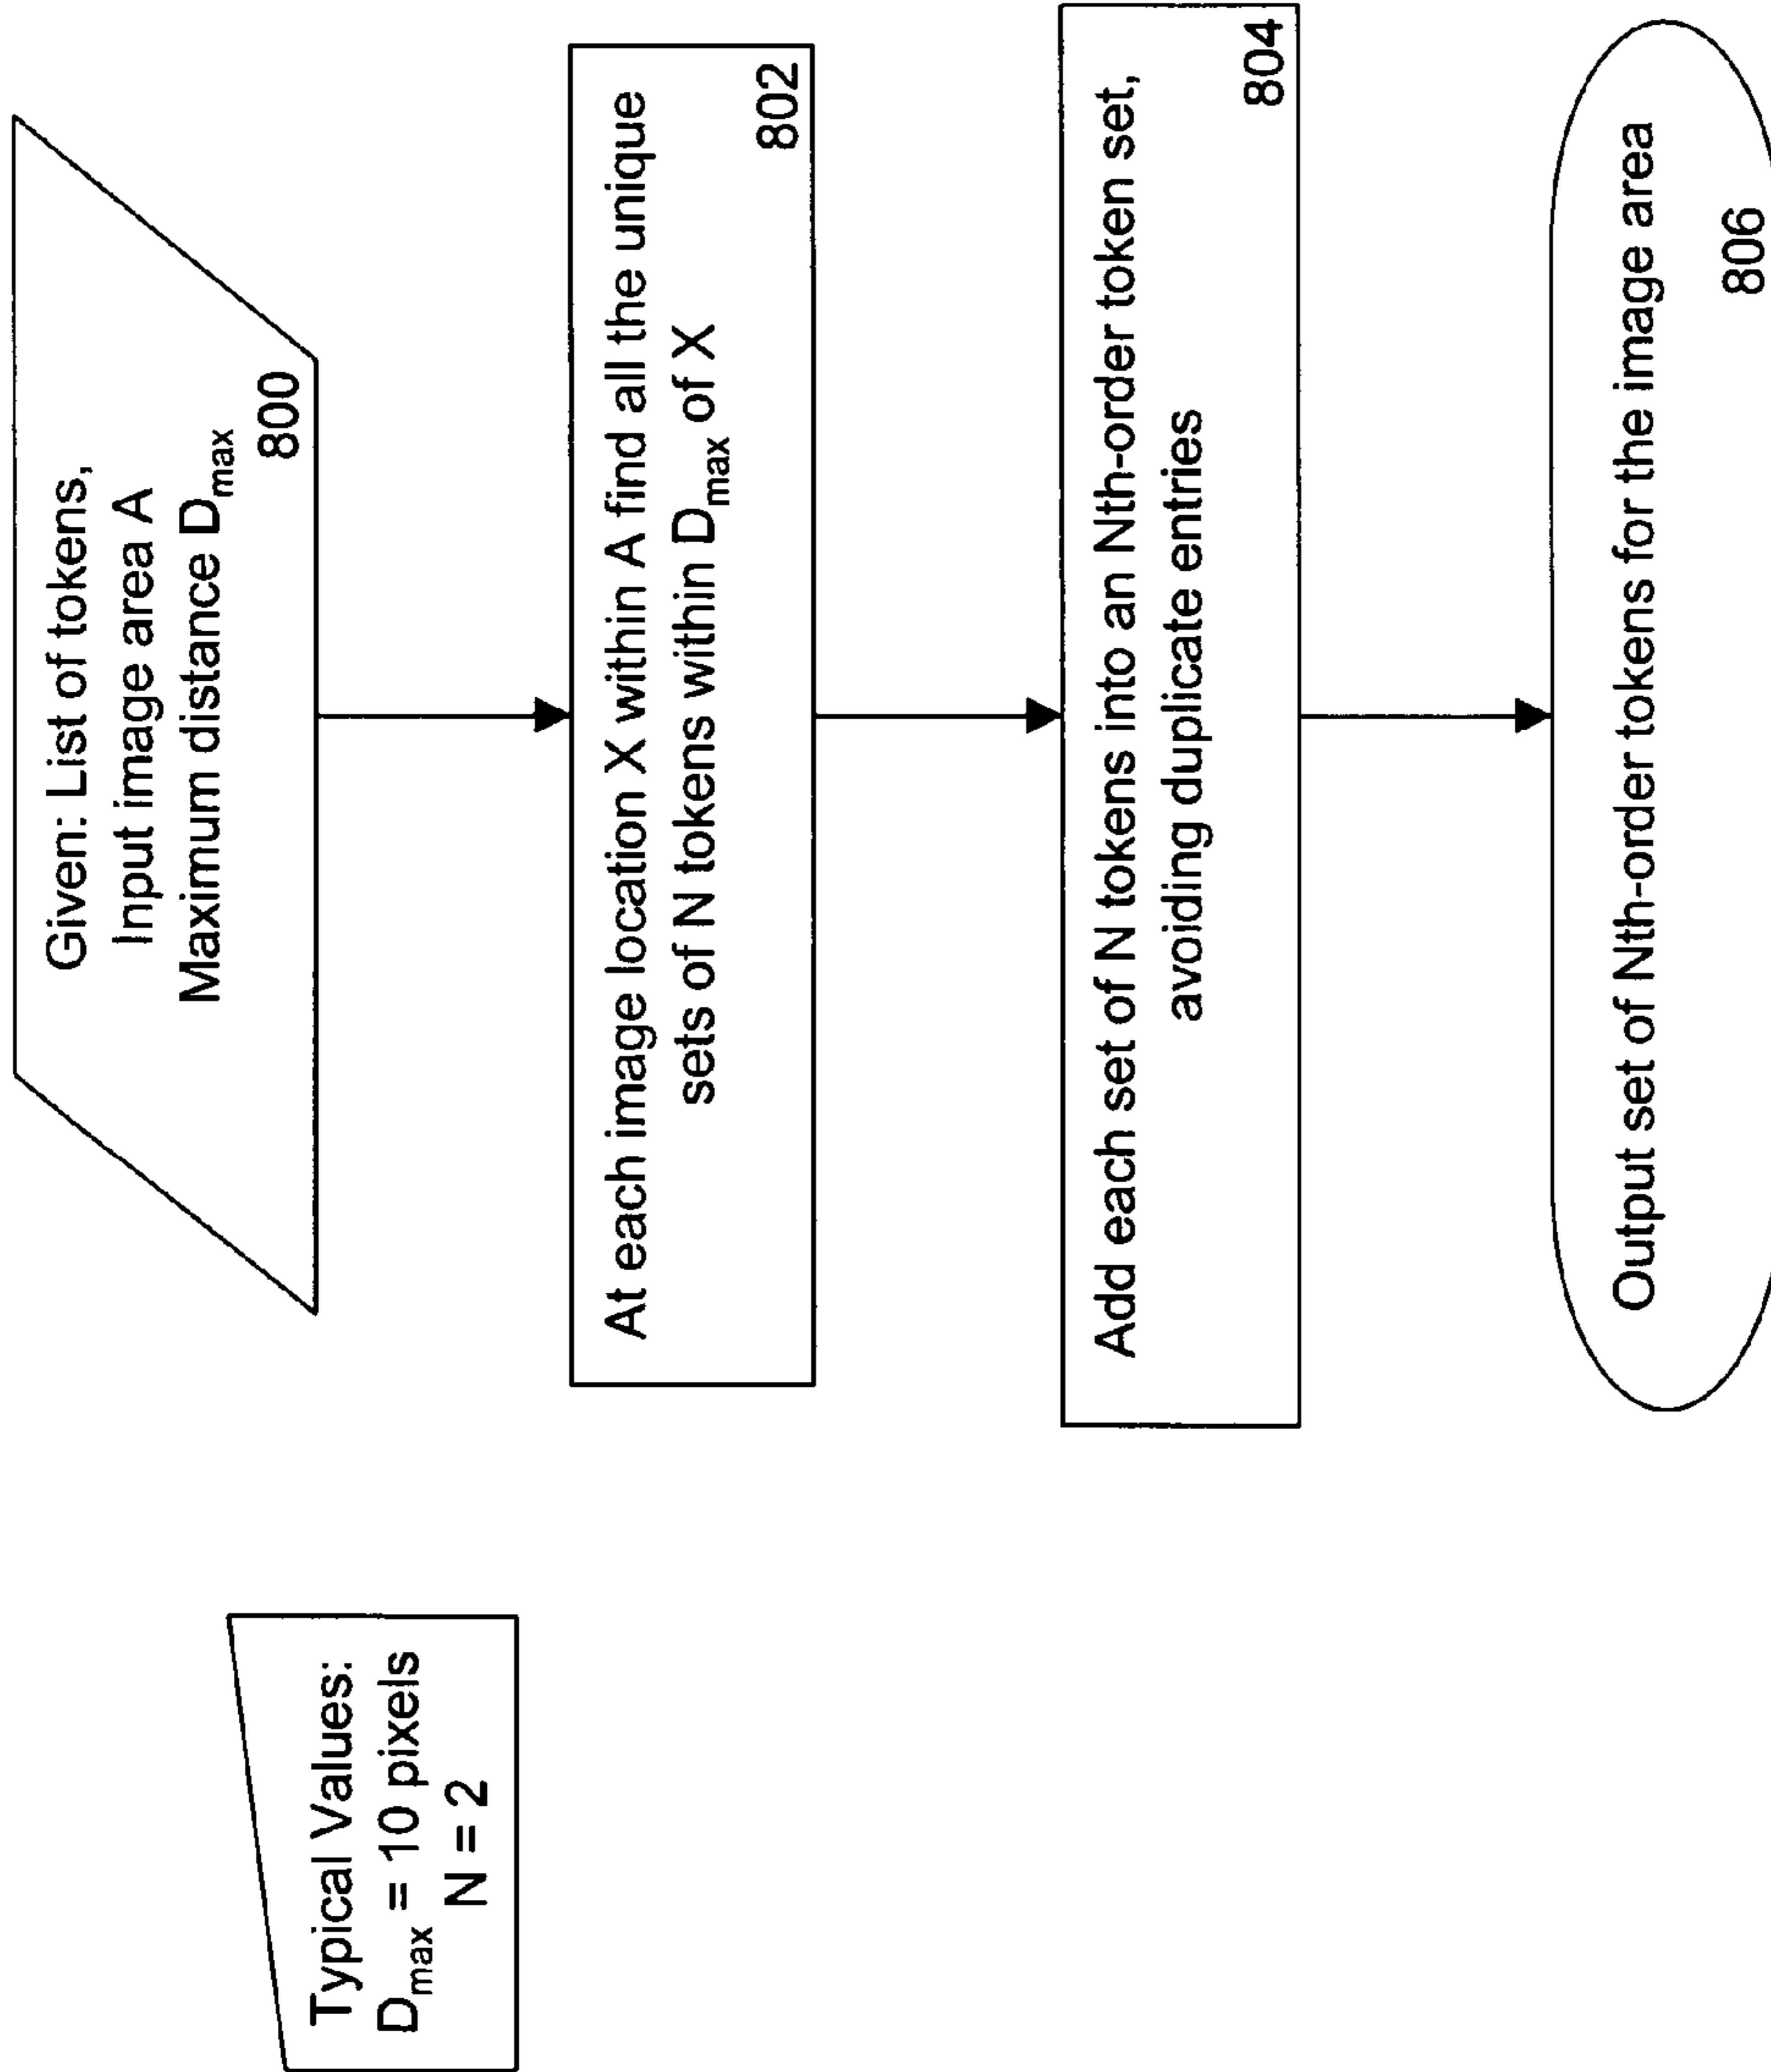 Given: List of tokens,
Input image area A
Maximum distance Dmax
800
At each image location X within A find all the unique
sets of N tokens within Dmax of X
802
Add each set of N tokens into an Nth-order token set,
avoiding duplicate entries
804
Output set of Nth-order tokens for the image area
806
Typical Values:
Dmax = 10 pixels
N = 2